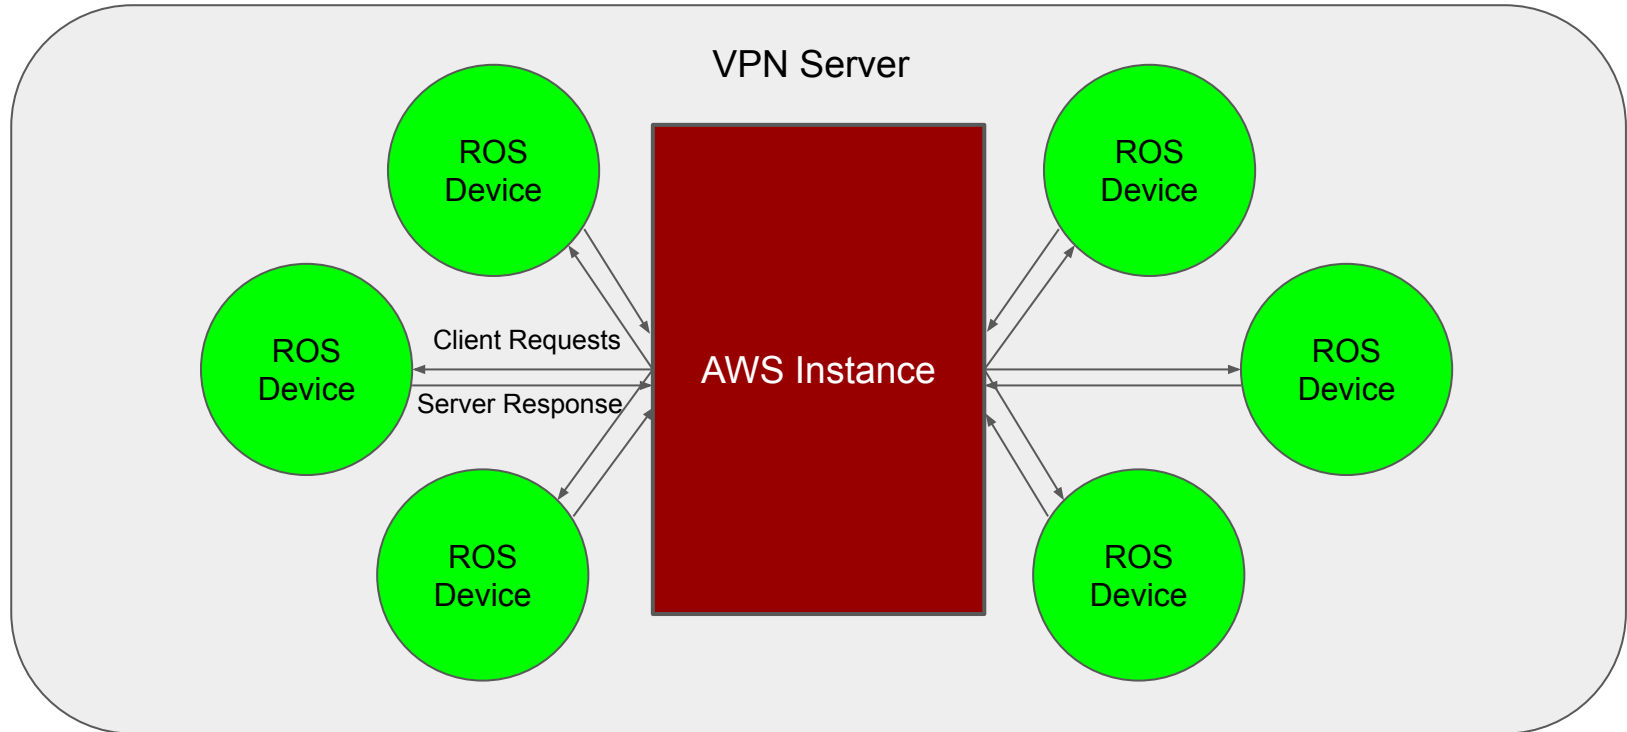 VPN Server
ROS
Device
ROS
Device
ROS
Device
Client Requests
Server Response
AWS Instance
ROS
Device
ROS
Device
ROS
Device